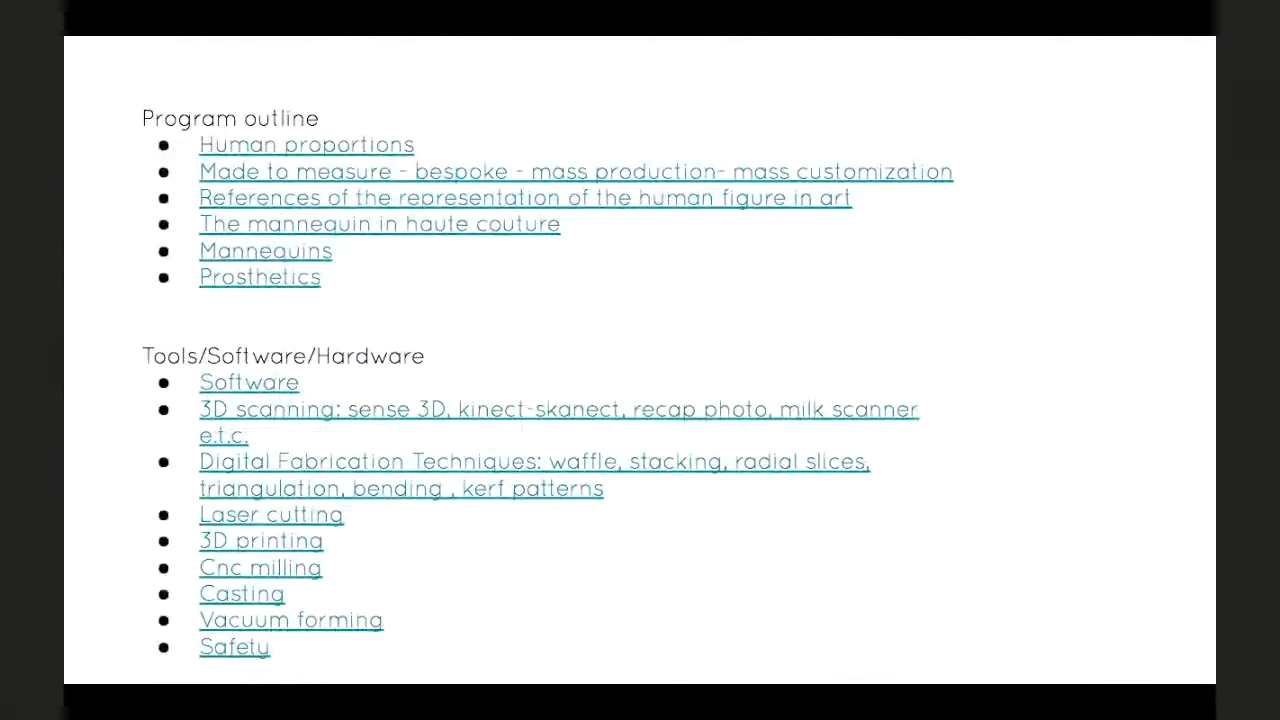 Program outline
● Human proportions
● Made to measure - bespoke - mass production- mass customization
● References of the representation of the human figure in art
● The mannequin in haute couture
● Mannequins
● Prosthetics
Tools/Software/Hardware
● Software
● 3D scanning: sense 3D, kinect-skanect, recap photo, milk scanner
e.t.c.
● Digital Fabrication Techniques: waffle, stacking, radial slices,
triangulation, bending , kerf patterns
● Laser cutting
● 3D printing
● Cnc milling
● Casting
● Vacuum forming
● Safety